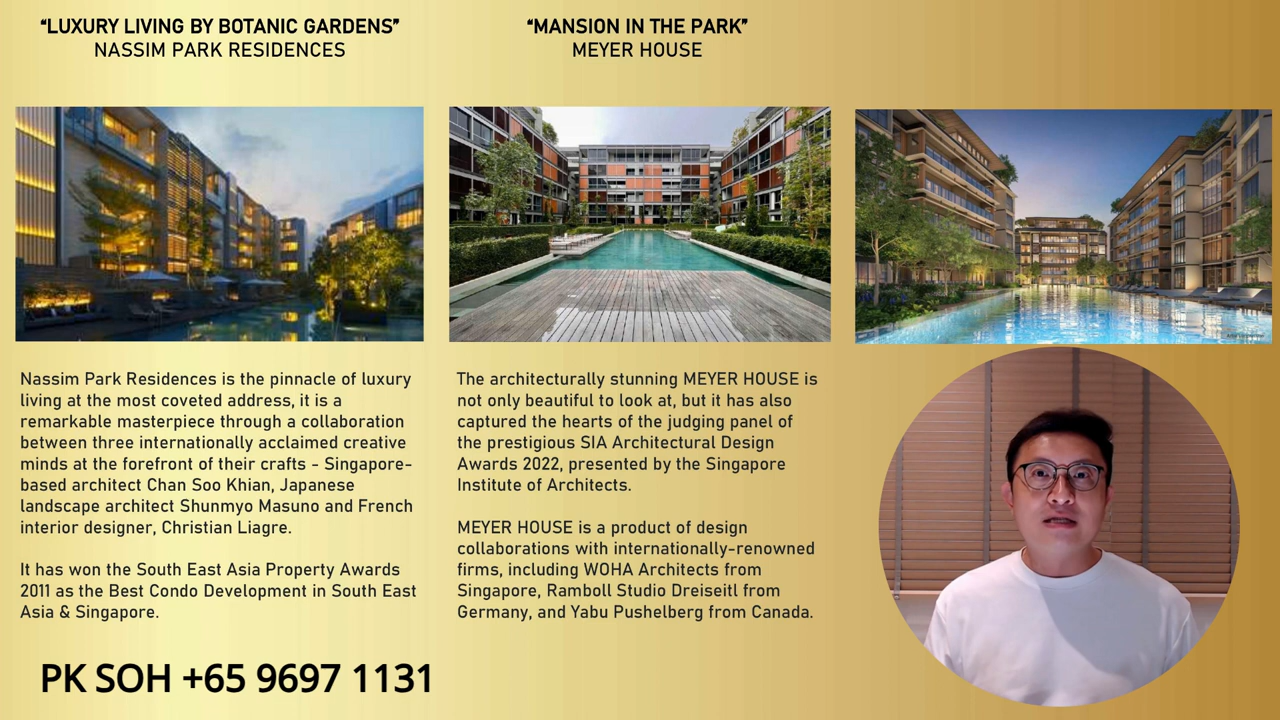 “LUXURY LIVING BY BOTANIC GARDENS”
NASSIM PARK RESIDENCES
“MANSION IN THE PARK”
MEYER HOUSE
Nassim Park Residences is the pinnacle of luxury
living at the most coveted address, it is a
remarkable masterpiece through a collaboration
between three internationally acclaimed creative
minds at the forefront of their crafts - Singapore-
based architect Chan Soo Khian, Japanese
landscape architect Shunmyo Masuno and French
interior designer, Christian Liagre.
It has won the South East Asia Property Awards
2011 as the Best Condo Development in South East
Asia & Singapore.
The architecturally stunning MEYER HOUSE is
not only beautiful to look at, but it has also
captured the hearts of the judging panel of
the prestigious SIA Architectural Design
Awards 2022, presented by the Singapore
Institute of Architects.
MEYER HOUSE is a product of design
collaborations with internationally-renowned
firms, including WOHA Architects from
Singapore, Ramboll Studio Dreiseitl from
Germany, and Yabu Pushelberg from Canada.
PK SOH +65 9697 1131